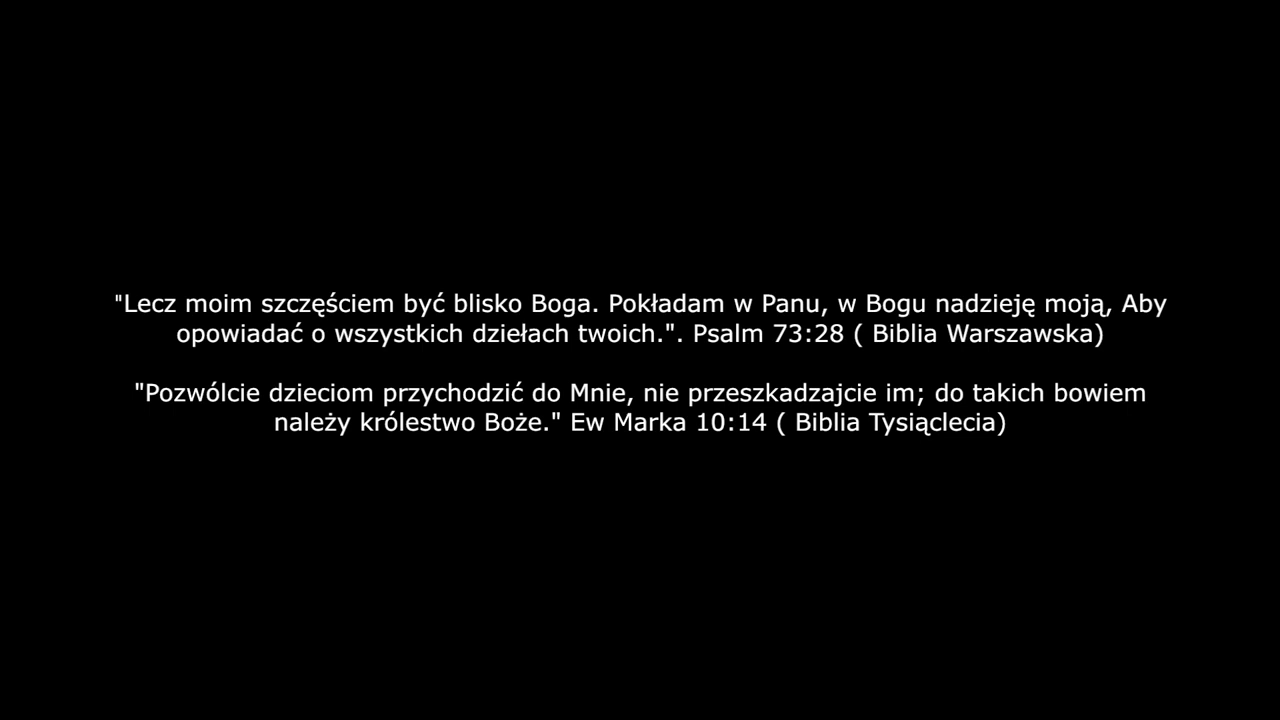 "Lecz moim szczęściem być blisko Boga. Pokładam w Panu, w Bogu nadzieję moją, Aby
opowiadać o wszystkich dziełach twoich.". Psalm 73:28 ( Biblia Warszawska)
"Pozwólcie dzieciom przychodzić do Mnie, nie przeszkadzajcie im; do takich bowiem
należy królestwo Boże." Ew Marka 10:14 ( Biblia Tysiąclecia)